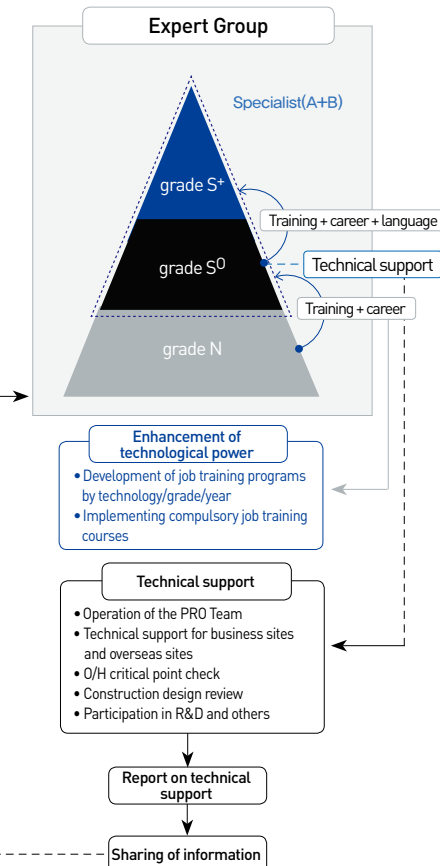 Expert Group
Specialist(A+B)
grade S+
Training + career + language
grade S0
Technical support
Training + career
grade N
Enhancement of
technological power
• Development of job training programs
by technology/grade/year
• Implementing compulsory job training
courses
Technical support
• Operation of the PRO Team
• Technical support for business sites
and overseas sites
• O/H critical point check
• Construction design review
• Participation in R&D and others
Report on technical
support
Sharing of information